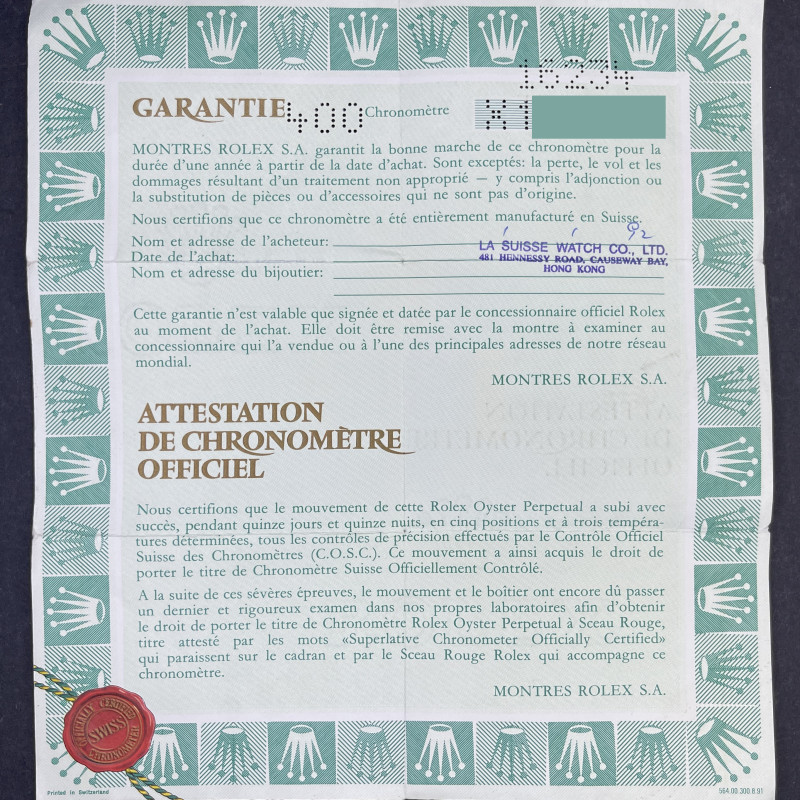 16234
GARANTIE 400 Chronomètre X1
MONTRES ROLEX S.A. garantit la bonne marche de ce chronomètre pour la
durée d'une année à partir de la date d'achat. Sont exceptés: la perte, le vol et les
dommages résultant d'un traitement non approprié — y compris l'adjonction ou
la substitution de pièces ou d'accessoires qui ne sont pas d'origine.
Nous certifions que ce chronomètre a été entièrement manufacturé en Suisse.
92
Nom et adresse de l'acheteur:
LA SUISSE WATCH CO., LTD.
Date de l'achat:
481 HENNESSY ROAD, CAUSEWAY BAY,
Nom et adresse du bijoutier:
HONG KONG
Cette garantie n'est valable que signée et datée par le concessionnaire officiel Rolex
au moment de l'achat. Elle doit être remise avec la montre à examiner au
concessionnaire qui l'a vendue ou à l'une des principales adresses de notre réseau
mondial.
MONTRES ROLEX S.A.
ATTESTATION
DE CHRONOMÈTRE
OFFICIEL
Nous certifions que le mouvement de cette Rolex Oyster Perpetual a subi avec
succès, pendant quinze jours et quinze nuits, en cinq positions et à trois tempéra-
tures déterminées, tous les contrôles de précision effectués par le Contrôle Officiel
Suisse des Chronomètres (C.O.S.C.). Ce mouvement a ainsi acquis le droit de
porter le titre de Chronomètre Suisse Officiellement Contrôlé.
A la suite de ces sévères épreuves, le mouvement et le boîtier ont encore dû passer
un dernier et rigoureux examen dans nos propres laboratoires afin d'obtenir
le droit de porter le titre de Chronomètre Rolex Oyster Perpetual à Sceau Rouge,
titre attesté par les mots «Superlative Chronometer Officially Certified»
qui paraissent sur le cadran et par le Sceau Rouge Rolex qui accompagne ce
chronomètre.
MONTRES ROLEX S.A.
OFFICIALLY CERTIFIED
SWISS
CHRONOMETER
Printed in Switzerland
564.00.300.8.91